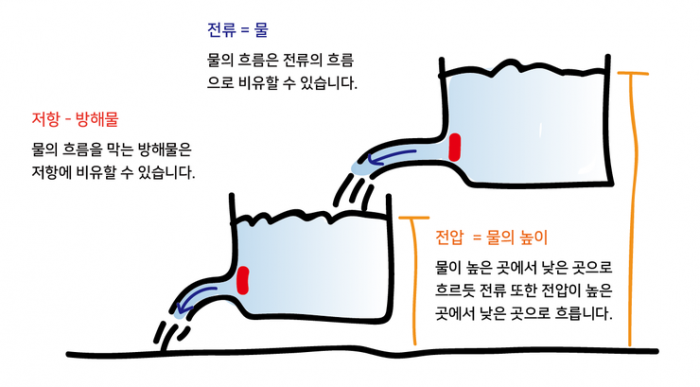 전류 = 물
물의 흐름은 전류의 흐름
으로 비유할 수 있습니다.
저항 - 방해물
물의 흐름을 막는 방해물은
저항에 비유할 수 있습니다.
전압 = 물의 높이
물이 높은 곳에서 낮은 곳으로
흐르듯 전류 또한 전압이 높은
곳에서 낮은 곳으로 흐릅니다.